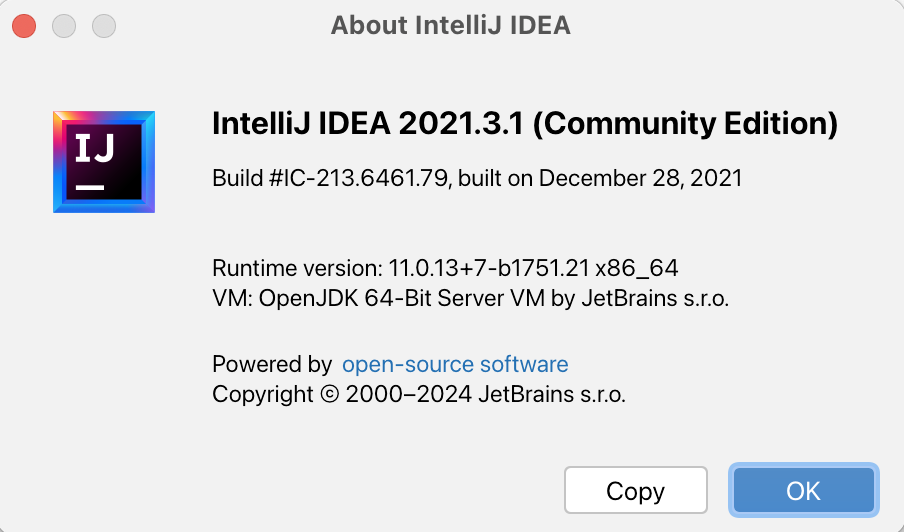 About IntelliJ IDEA
IJ
IntelliJ IDEA 2021.3.1 (Community Edition)
Build #IC-213.6461.79, built on December 28, 2021
Runtime version: 11.0.13+7-b1751.21 x86_64
VM: OpenJDK 64-Bit Server VM by JetBrains s.r.o.
Powered by open-source software
Copyright © 2000–2024 JetBrains s.r.o.
Copy OK